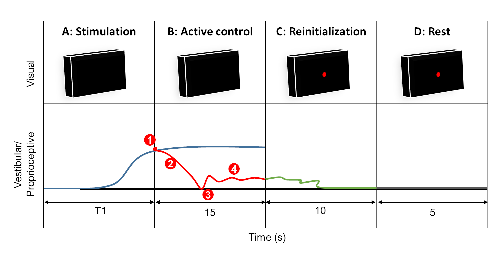 A: Stimulation B: Active control C: Reinitialization D: Rest
Visual
Vestibular/
Proprioceptive
1
2
3
4
T1 15 10 5
Time (s)